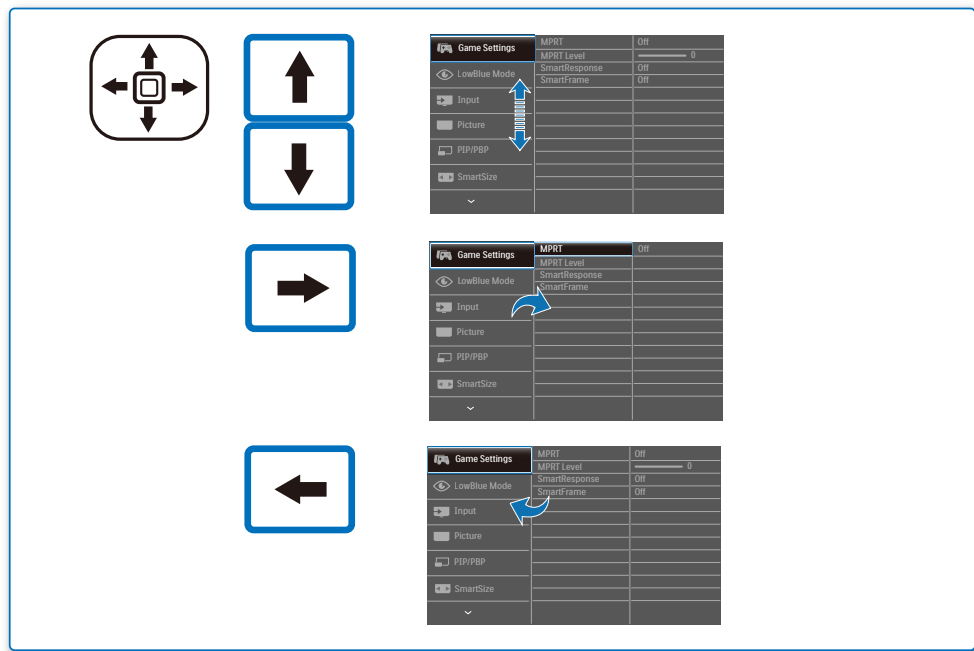 Game Settings MPRT Off
MPRT Level 0
LowBlue Mode SmartResponse Off
SmartFrame Off
Input
Picture
PIP/PBP
SmartSize
Game Settings MPRT Off
MPRT Level
LowBlue Mode SmartResponse
SmartFrame
Input
Picture
PIP/PBP
SmartSize
Game Settings MPRT Off
MPRT Level 0
LowBlue Mode SmartResponse Off
SmartFrame Off
Input
Picture
PIP/PBP
SmartSize